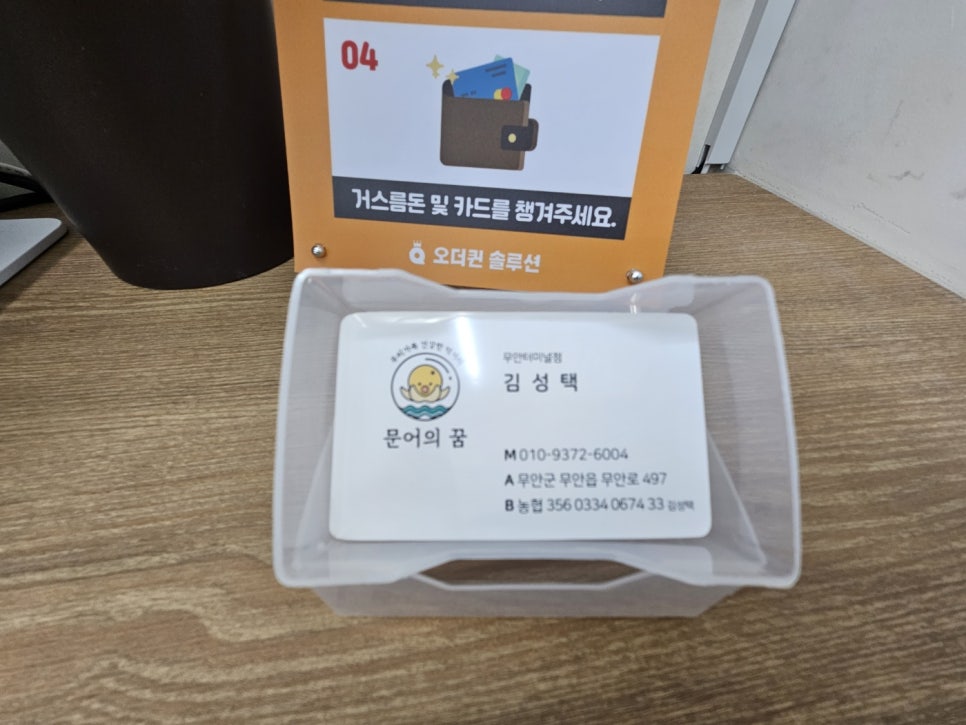 04
거스름돈 및 카드를 챙겨주세요.
오더퀸 솔루션
무안터미널점
김성택
문어의 꿈
M 010-9372-6004
A 무안군 무안읍 무안로 497
B 농협 356 0334 0674 33 김성택